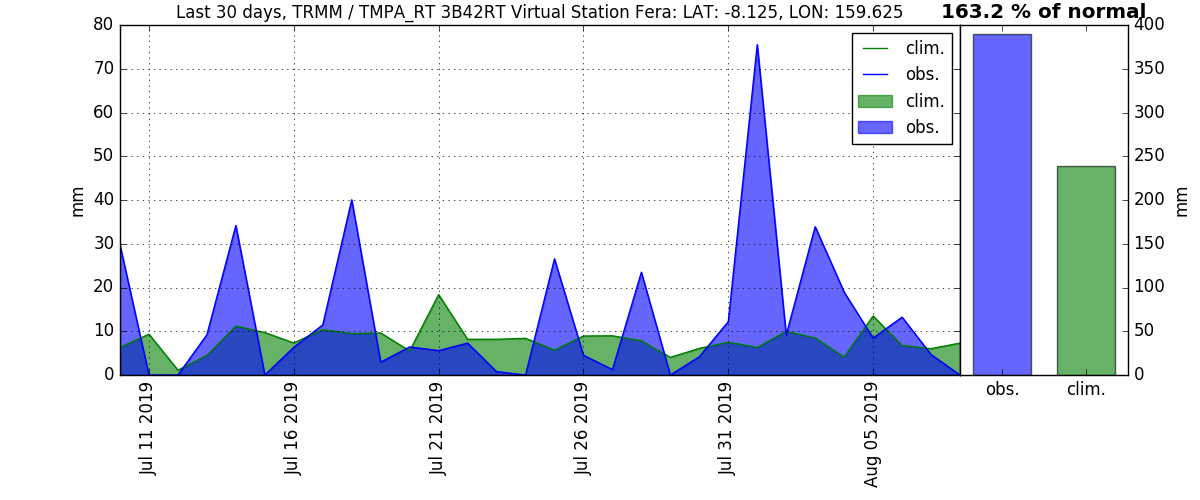 Last 30 days, TRMM / TMPA_RT 3B42RT Virtual Station Fera: LAT: -8.125, LON: 159.625
163.2 % of normal
80
70
60
50
40
30
20
10
0
mm
clim.
obs.
clim.
obs.
Jul 11 2019
Jul 16 2019
Jul 21 2019
Jul 26 2019
Jul 31 2019
Aug 05 2019
400
350
300
250
200
150
100
50
0
mm
obs.
clim.